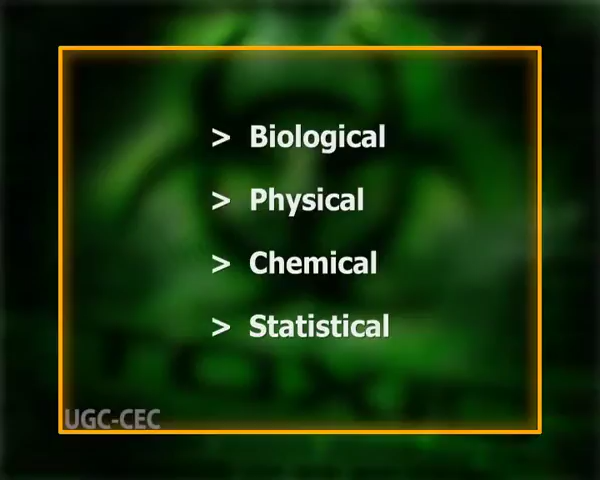 > Biological
> Physical
> Chemical
> Statistical
UGC-CEC